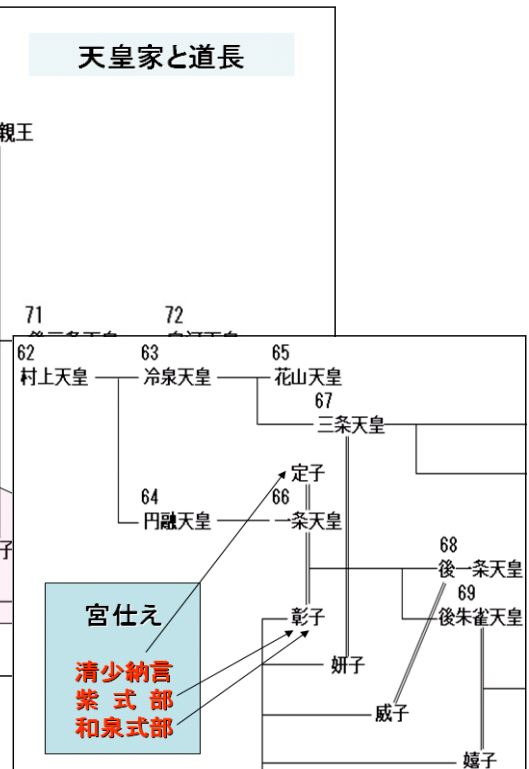 天皇家と道長
親王
71
72
62
63
65
村上天皇
冷泉天皇
花山天皇
67
三条天皇
定子
64
66
円融天皇
一条天皇
68
後一条天皇
69
子
宮仕え
彰子
後朱雀天皇
清少納言
紫式部
和泉式部
妍子
威子
嬉子